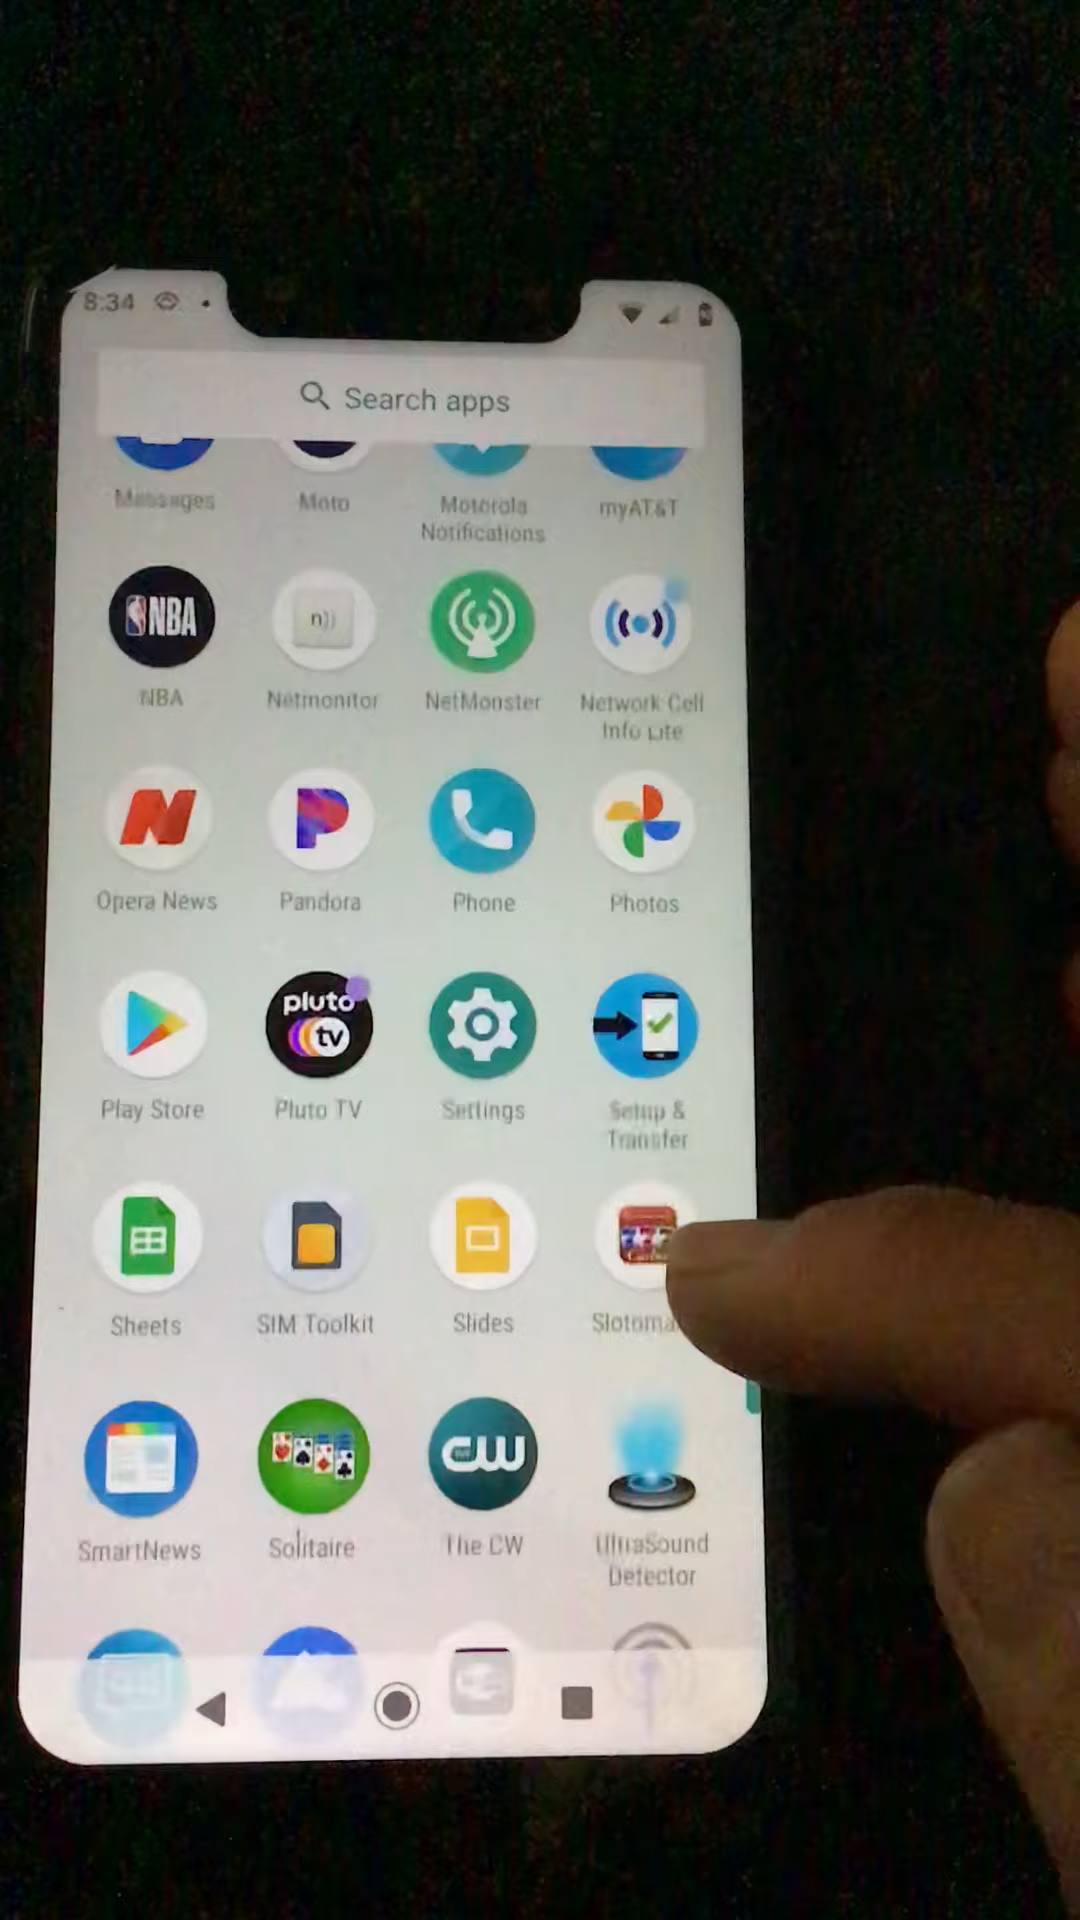 8:34
Search apps
Messages
Moto
Motorola
Notifications
myAT&T
NBA
n))
NBA
Netmonitor
NetMonster
Network Cell
Info Lite
Opera News
Pandora
Phone
Photos
pluto
tv
Play Store
Pluto TV
Settings
Setup &
Transfer
Sheets
SIM Toolkit
Slides
Slotoma
CW
SmartNews
Solitaire
The CW
UltraSound
Detector